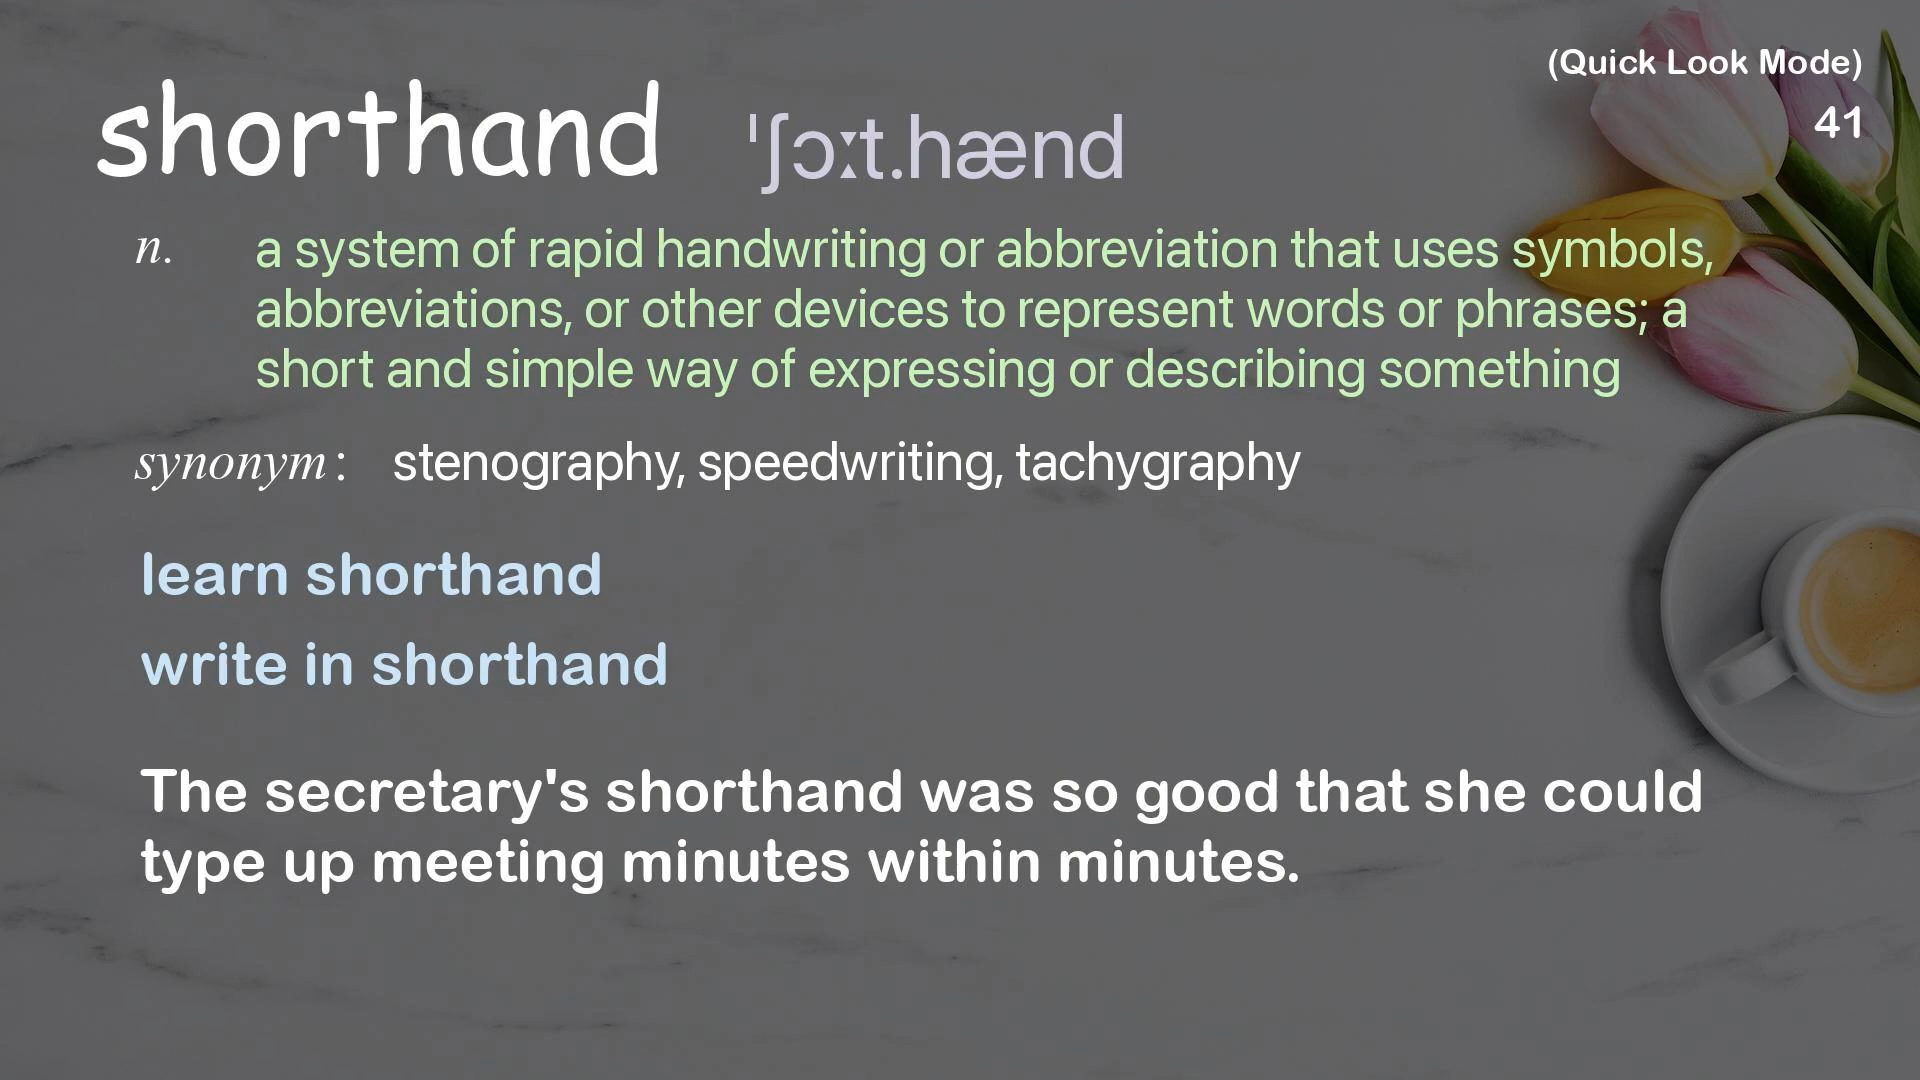 (Quick Look Mode)
shorthand ˈʃɔːt.hænd
41
n. a system of rapid handwriting or abbreviation that uses symbols,
abbreviations, or other devices to represent words or phrases; a
short and simple way of expressing or describing something
synonym: stenography, speedwriting, tachygraphy
learn shorthand
write in shorthand
The secretary's shorthand was so good that she could
type up meeting minutes within minutes.